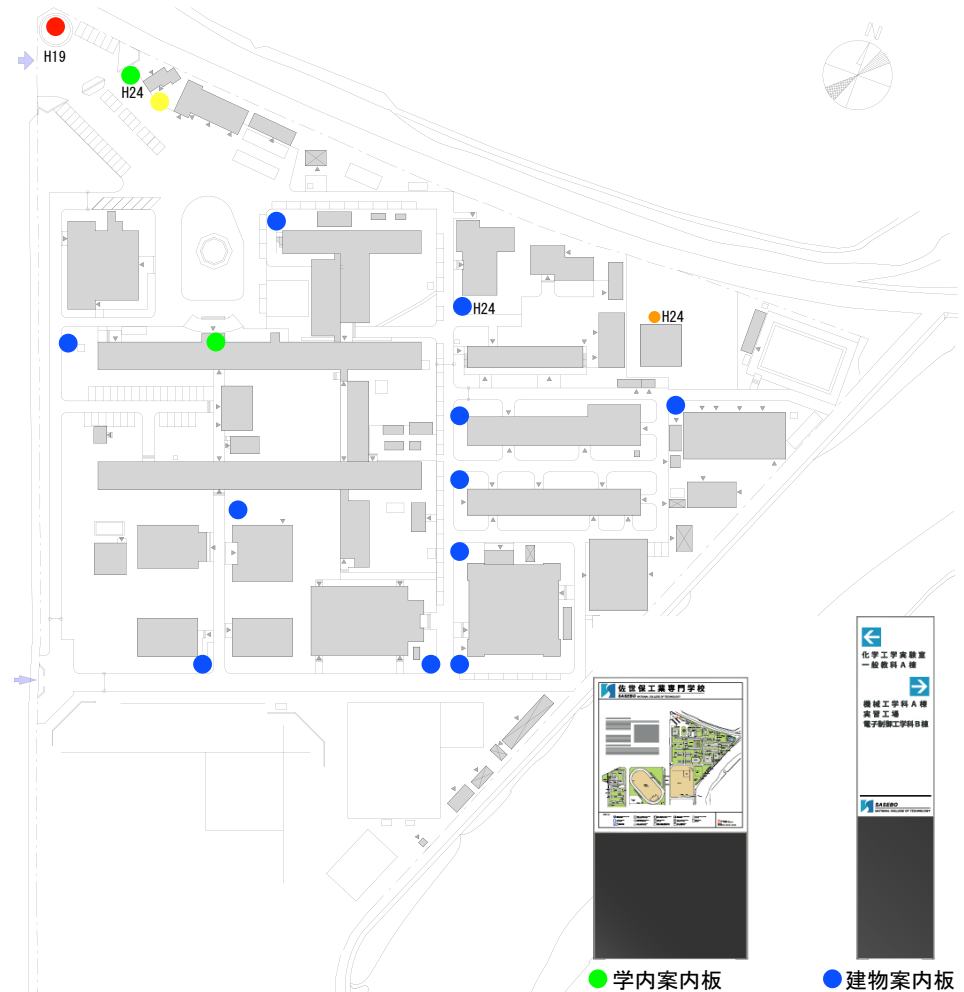 H19
H24
N
H24
H24
佐世保工業専門学校
SASEBO NATIONAL COLLEGE OF TECHNOLOGY
化学工学実験室
一般教科A棟
機械工学科A棟
実習工場
電子制御工学科B棟
SASEBO
NATIONAL COLLEGE OF TECHNOLOGY
学内案内板
建物案内板